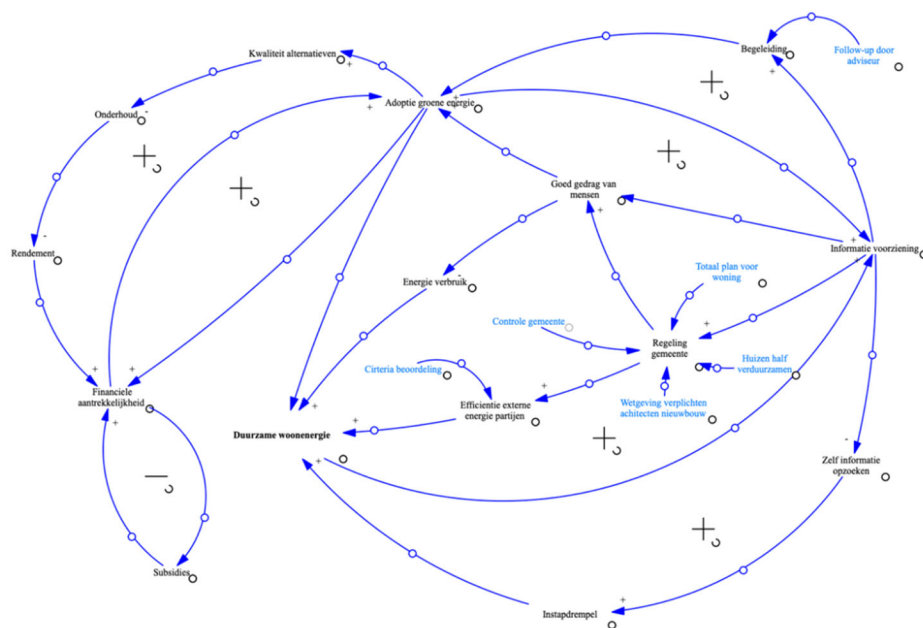 Kwaliteit alternatieven
Begeleiding
Follow-up door
adviseur
Adoptie groene energie
Onderhoud
Goed gedrag van
mensen
Rendement
Informatie voorziening
Totaal plan voor
woning
Energie verbruik
Controle gemeente
Regeling
gemeente
Huizen half
verduurzamen
Cirteria beoordeling
Financiele
aantrekkelijkheid
Efficientie externe
energie partijen
Wetgeving verplichten
achitecten nieuwbouw
Duurzame woonenergie
Zelf informatie
opzoeken
Subsidies
Instapdrempel